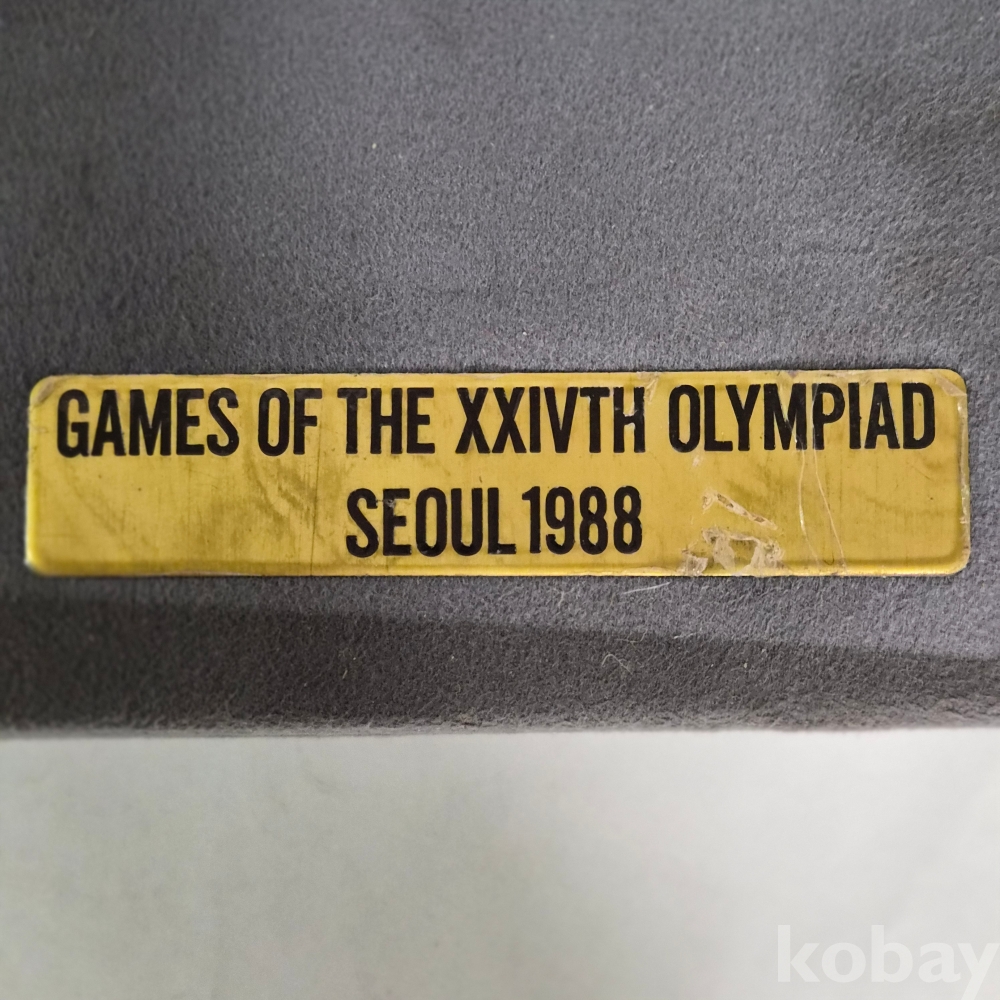 GAMES OF THE XXIVTH OLYMPIAD
SEOUL 1988
kobay